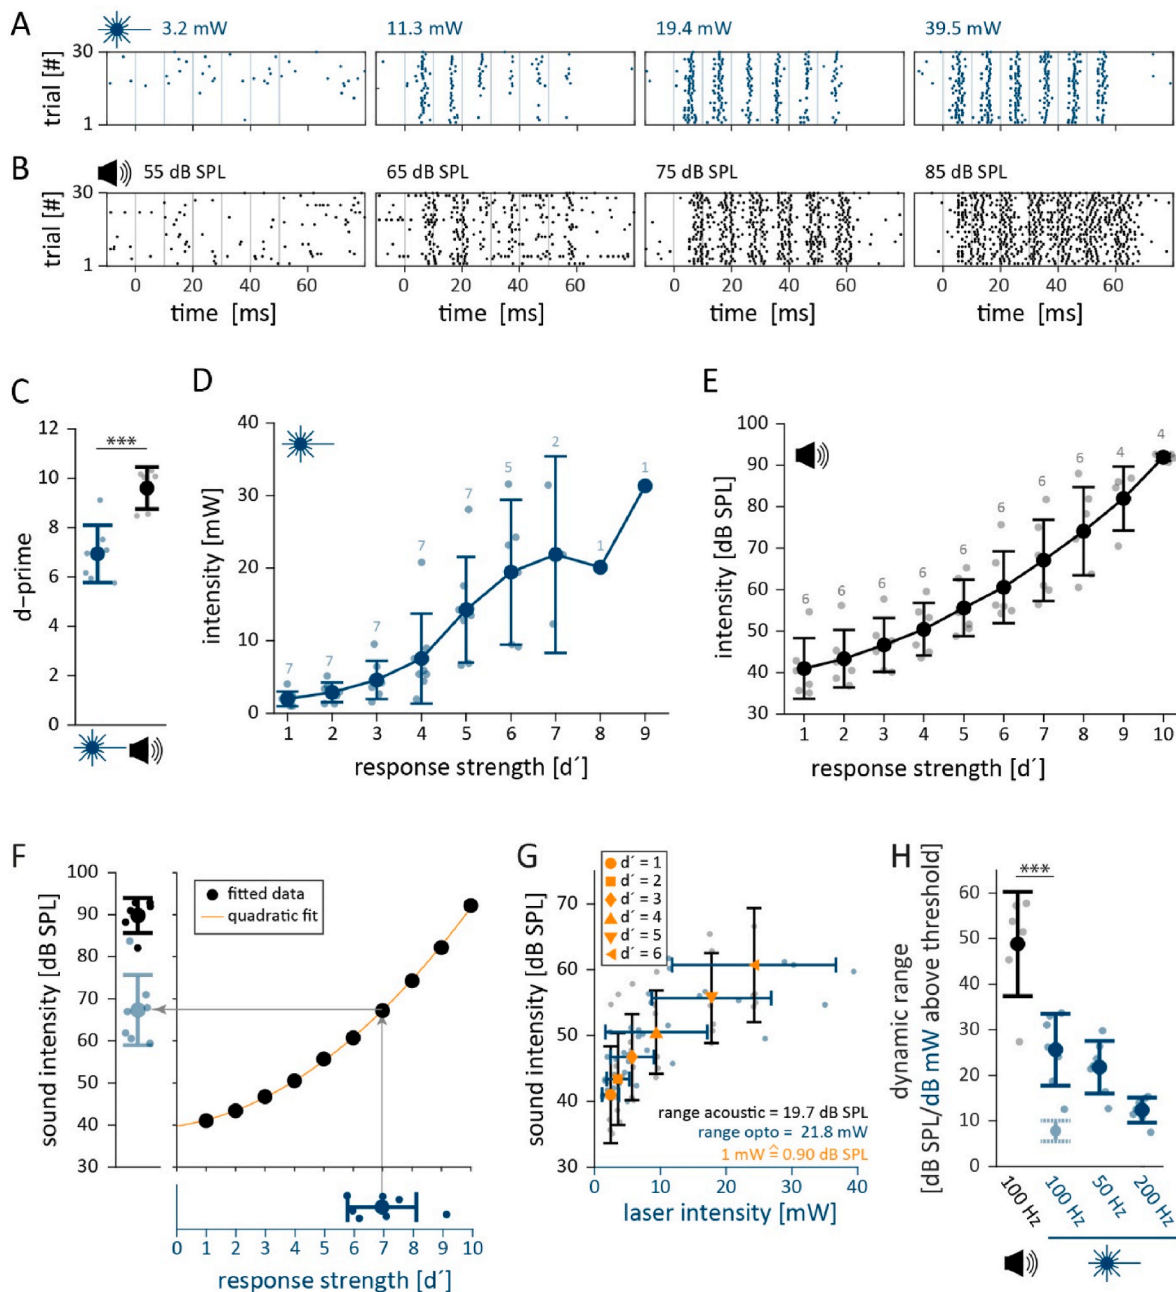 A
3.2 mW 11.3 mW 19.4 mW 39.5 mW
trial [#]
30
1
B
55 dB SPL 65 dB SPL 75 dB SPL 85 dB SPL
trial [#]
30
1
0 20 40 60 0 20 40 60 0 20 40 60 0 20 40 60
time [ms] time [ms] time [ms] time [ms]
C
***
d-prime
12
10
8
6
4
2
0
D
intensity [mW]
40
30
20
10
0
7 7 7 7 7 5 2 1 1
1 2 3 4 5 6 7 8 9
response strength [d´]
E
intensity [dB SPL]
100
90
80
70
60
50
40
30
6 6 6 6 6 6 6 6 4 4
1 2 3 4 5 6 7 8 9 10
response strength [d´]
F
sound intensity [dB SPL]
100
90
80
70
60
50
40
30
fitted data
quadratic fit
0 1 2 3 4 5 6 7 8 9 10
response strength [d´]
G
sound intensity [dB SPL]
70
60
50
40
30
d´ = 1
d´ = 2
d´ = 3
d´ = 4
d´ = 5
d´ = 6
range acoustic = 19.7 dB SPL
range opto = 21.8 mW
1 mW ≙ 0.90 dB SPL
0 10 20 30 40
laser intensity [mW]
H
dynamic range
[dB SPL/dB mW above threshold]
60
50
40
30
20
10
0
***
100 Hz 100 Hz 50 Hz 200 Hz